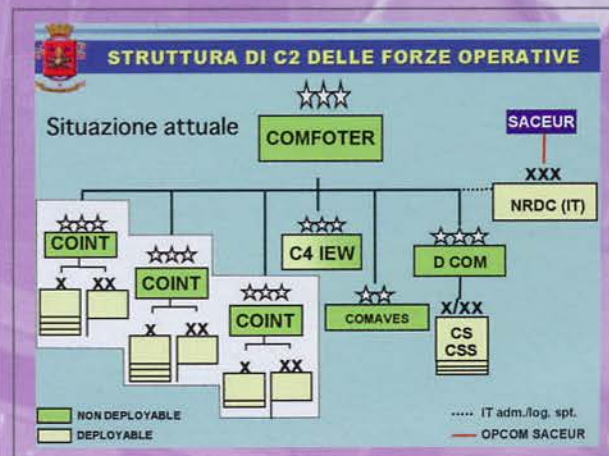 STRUTTURA DI C2 DELLE FORZE OPERATIVE
Situazione attuale
COMFOTER
SACEUR
XXX
NRDC (IT)
COINT
X XX
COINT
X XX
COINT
X XX
C4 IEW
COMAVES
D COM
X/XX
CS
CSS
NON DEPLOYABLE
DEPLOYABLE
IT adm./log. spt.
OPCOM SACEUR